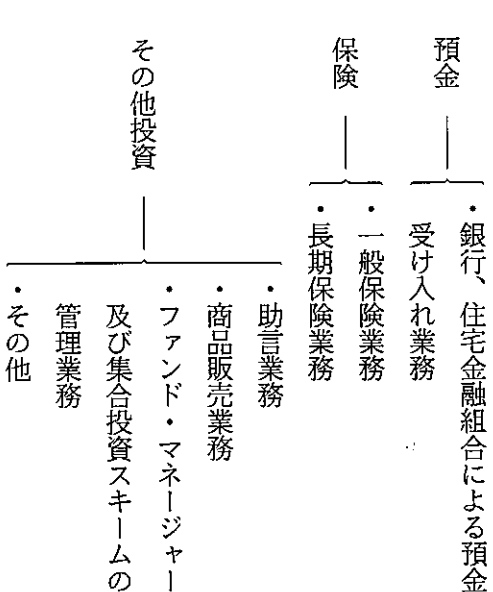 預金
・銀行、住宅金融組合による預金
受け入れ業務
保険
・一般保険業務
・長期保険業務
その他投資
・助言業務
・商品販売業務
・ファンド・マネージャー
及び集合投資スキームの
管理業務
・その他